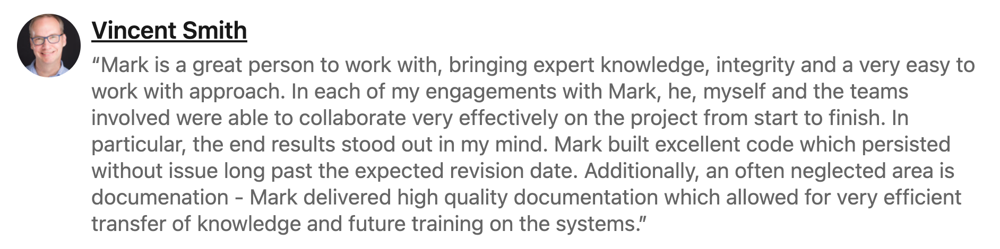 Vincent Smith
“Mark is a great person to work with, bringing expert knowledge, integrity and a very easy to
work with approach. In each of my engagements with Mark, he, myself and the teams
involved were able to collaborate very effectively on the project from start to finish. In
particular, the end results stood out in my mind. Mark built excellent code which persisted
without issue long past the expected revision date. Additionally, an often neglected area is
documenation - Mark delivered high quality documentation which allowed for very efficient
transfer of knowledge and future training on the systems.”